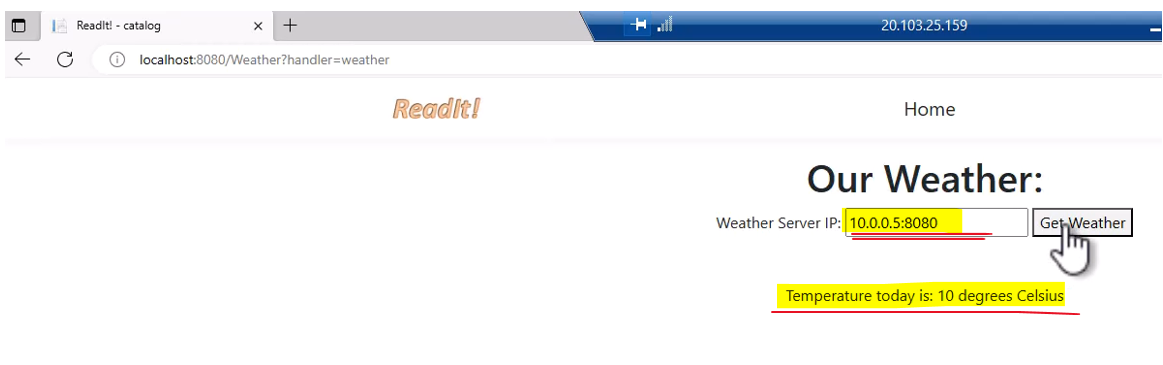 ReadIt! - catalog
20.103.25.159
localhost:8080/Weather?handler=weather
ReadIt!
Home
Our Weather:
Weather Server IP: 10.0.0.5:8080 Get Weather
Temperature today is: 10 degrees Celsius